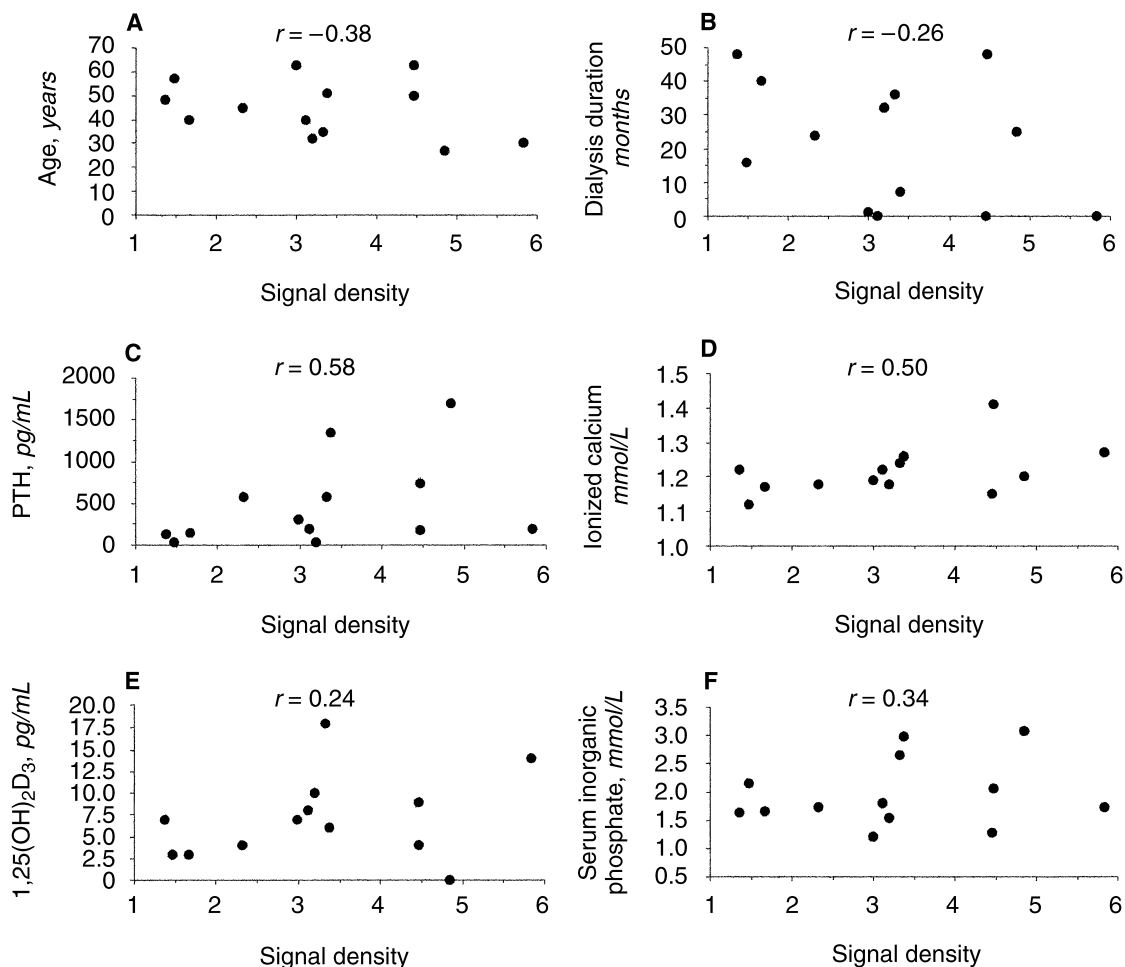 A
r = −0.38
Age, years
70
60
50
40
30
20
10
0
1 2 3 4 5 6
Signal density
B
r = −0.26
Dialysis duration
months
50
40
30
20
10
0
1 2 3 4 5 6
Signal density
C
r = 0.58
PTH, pg/mL
2000
1500
1000
500
0
1 2 3 4 5 6
Signal density
D
r = 0.50
Ionized calcium
mmol/L
1.5
1.4
1.3
1.2
1.1
1.0
1 2 3 4 5 6
Signal density
E
r = 0.24
1,25(OH)₂D₃, pg/mL
20.0
17.5
15.0
12.5
10.0
7.5
5.0
2.5
0
1 2 3 4 5 6
Signal density
F
r = 0.34
Serum inorganic
phosphate, mmol/L
3.5
3.0
2.5
2.0
1.5
1.0
0.5
1 2 3 4 5 6
Signal density